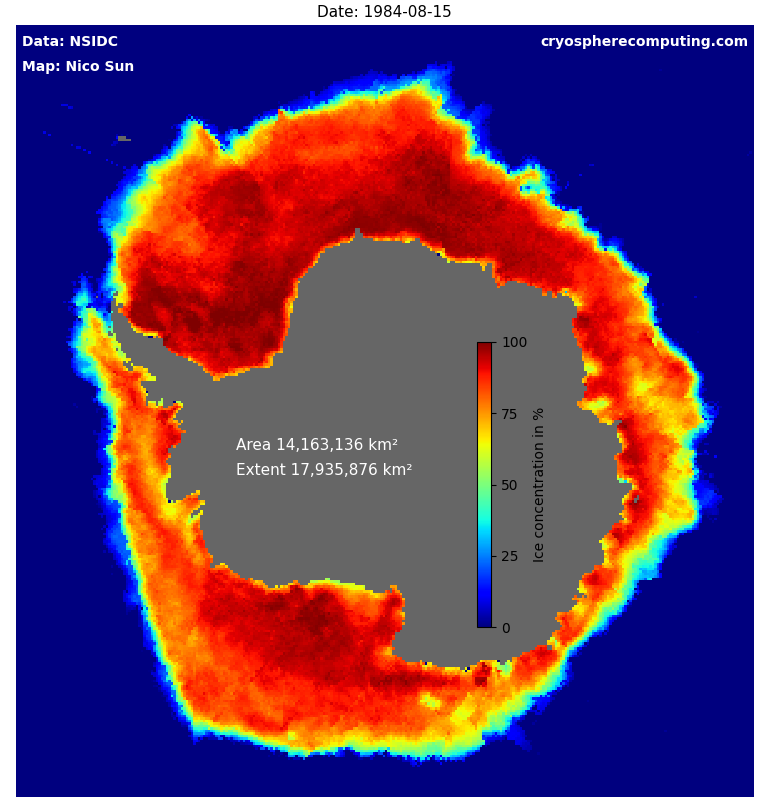 Date: 1984-08-15
Data: NSIDC
cryospherecomputing.com
Map: Nico Sun
100
75
50
25
0
Ice concentration in %
Area 14,163,136 km²
Extent 17,935,876 km²